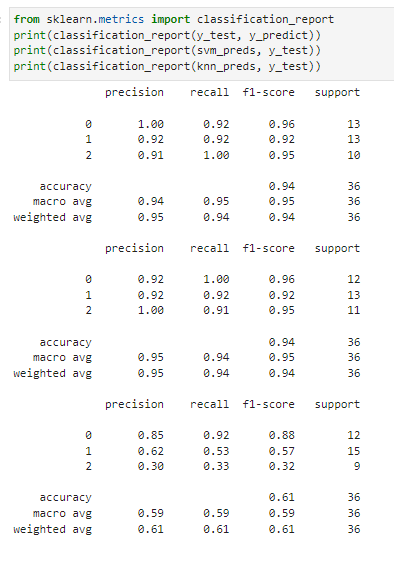 from sklearn.metrics import classification_report
print(classification_report(y_test, y_predict))
print(classification_report(svm_preds, y_test))
print(classification_report(knn_preds, y_test))
precision recall f1-score support
0 1.00 0.92 0.96 13
1 0.92 0.92 0.92 13
2 0.91 1.00 0.95 10
accuracy 0.94 36
macro avg 0.94 0.95 0.95 36
weighted avg 0.95 0.94 0.94 36
precision recall f1-score support
0 0.92 1.00 0.96 12
1 0.92 0.92 0.92 13
2 1.00 0.91 0.95 11
accuracy 0.94 36
macro avg 0.95 0.94 0.95 36
weighted avg 0.95 0.94 0.94 36
precision recall f1-score support
0 0.85 0.92 0.88 12
1 0.62 0.53 0.57 15
2 0.30 0.33 0.32 9
accuracy 0.61 36
macro avg 0.59 0.59 0.59 36
weighted avg 0.61 0.61 0.61 36